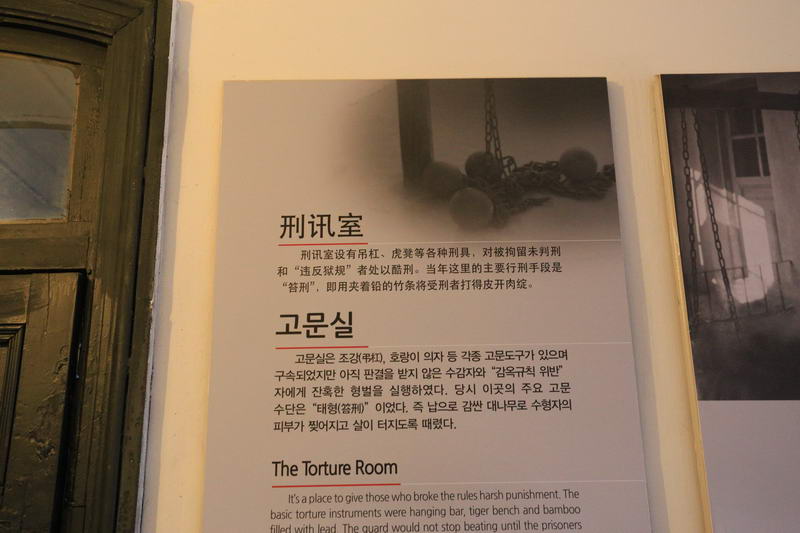 刑讯室
刑讯室设有吊杠、虎凳等各种刑具，对被拘留未判刑
和“违反狱规”者处以酷刑。当年这里的主要行刑手段是
“笞刑”，即用夹着铅的竹条将受刑者打得皮开肉绽。
고문실
고문실은 조강(吊杠), 호랑이 의자 등 각종 고문도구가 있으며
구속되었지만 아직 판결을 받지 않은 수감자와 “감옥규칙 위반”
자에게 잔혹한 형벌을 실행하였다. 당시 이곳의 주요 고문
수단은 “태형(笞刑)” 이었다. 즉 납으로 감싼 대나무로 수형자의
피부가 찢어지고 살이 터지도록 때렸다.
The Torture Room
It's a place to give those who broke the rules harsh punishment. The
basic torture instruments were hanging bar, tiger bench and bamboo
filled with lead. The guard would not stop beating until the prisoners